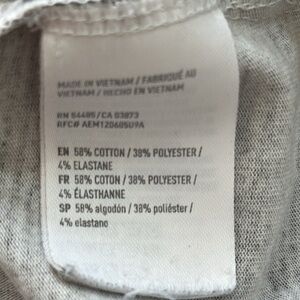 MADE IN VIETNAM / FABRIQUÉ AU
VIETNAM / HECHO EN VIETNAM
RN 54485/CA 03873
RFC# AEM1206059A
EN 58% COTTON / 38% POLYESTER /
4% ELASTANE
FR 58% COTON / 38% POLYESTER /
4% ÉLASTHANNE
SP 58% algodón / 38% poliéster /
4% elastano